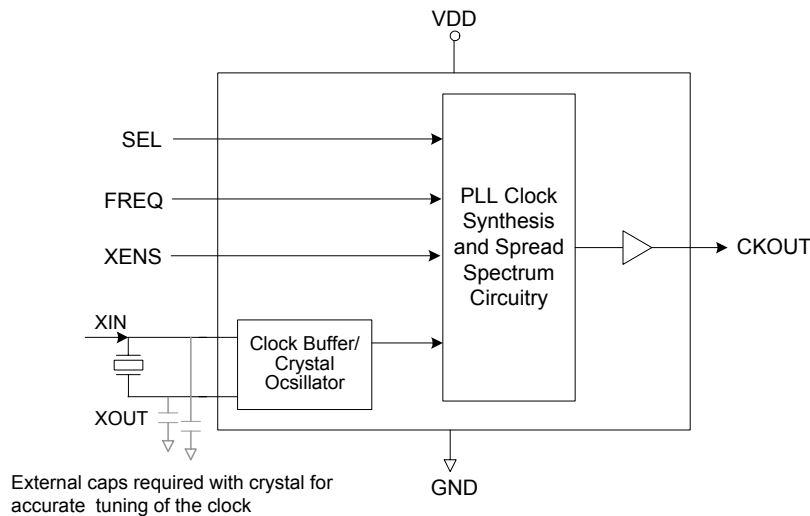 VDD
SEL
FREQ
XENS
PLL Clock
Synthesis
and Spread
Spectrum
Circuitry
CKOUT
XIN
Clock Buffer/
Crystal
Ocsillator
XOUT
GND
External caps required with crystal for
accurate tuning of the clock